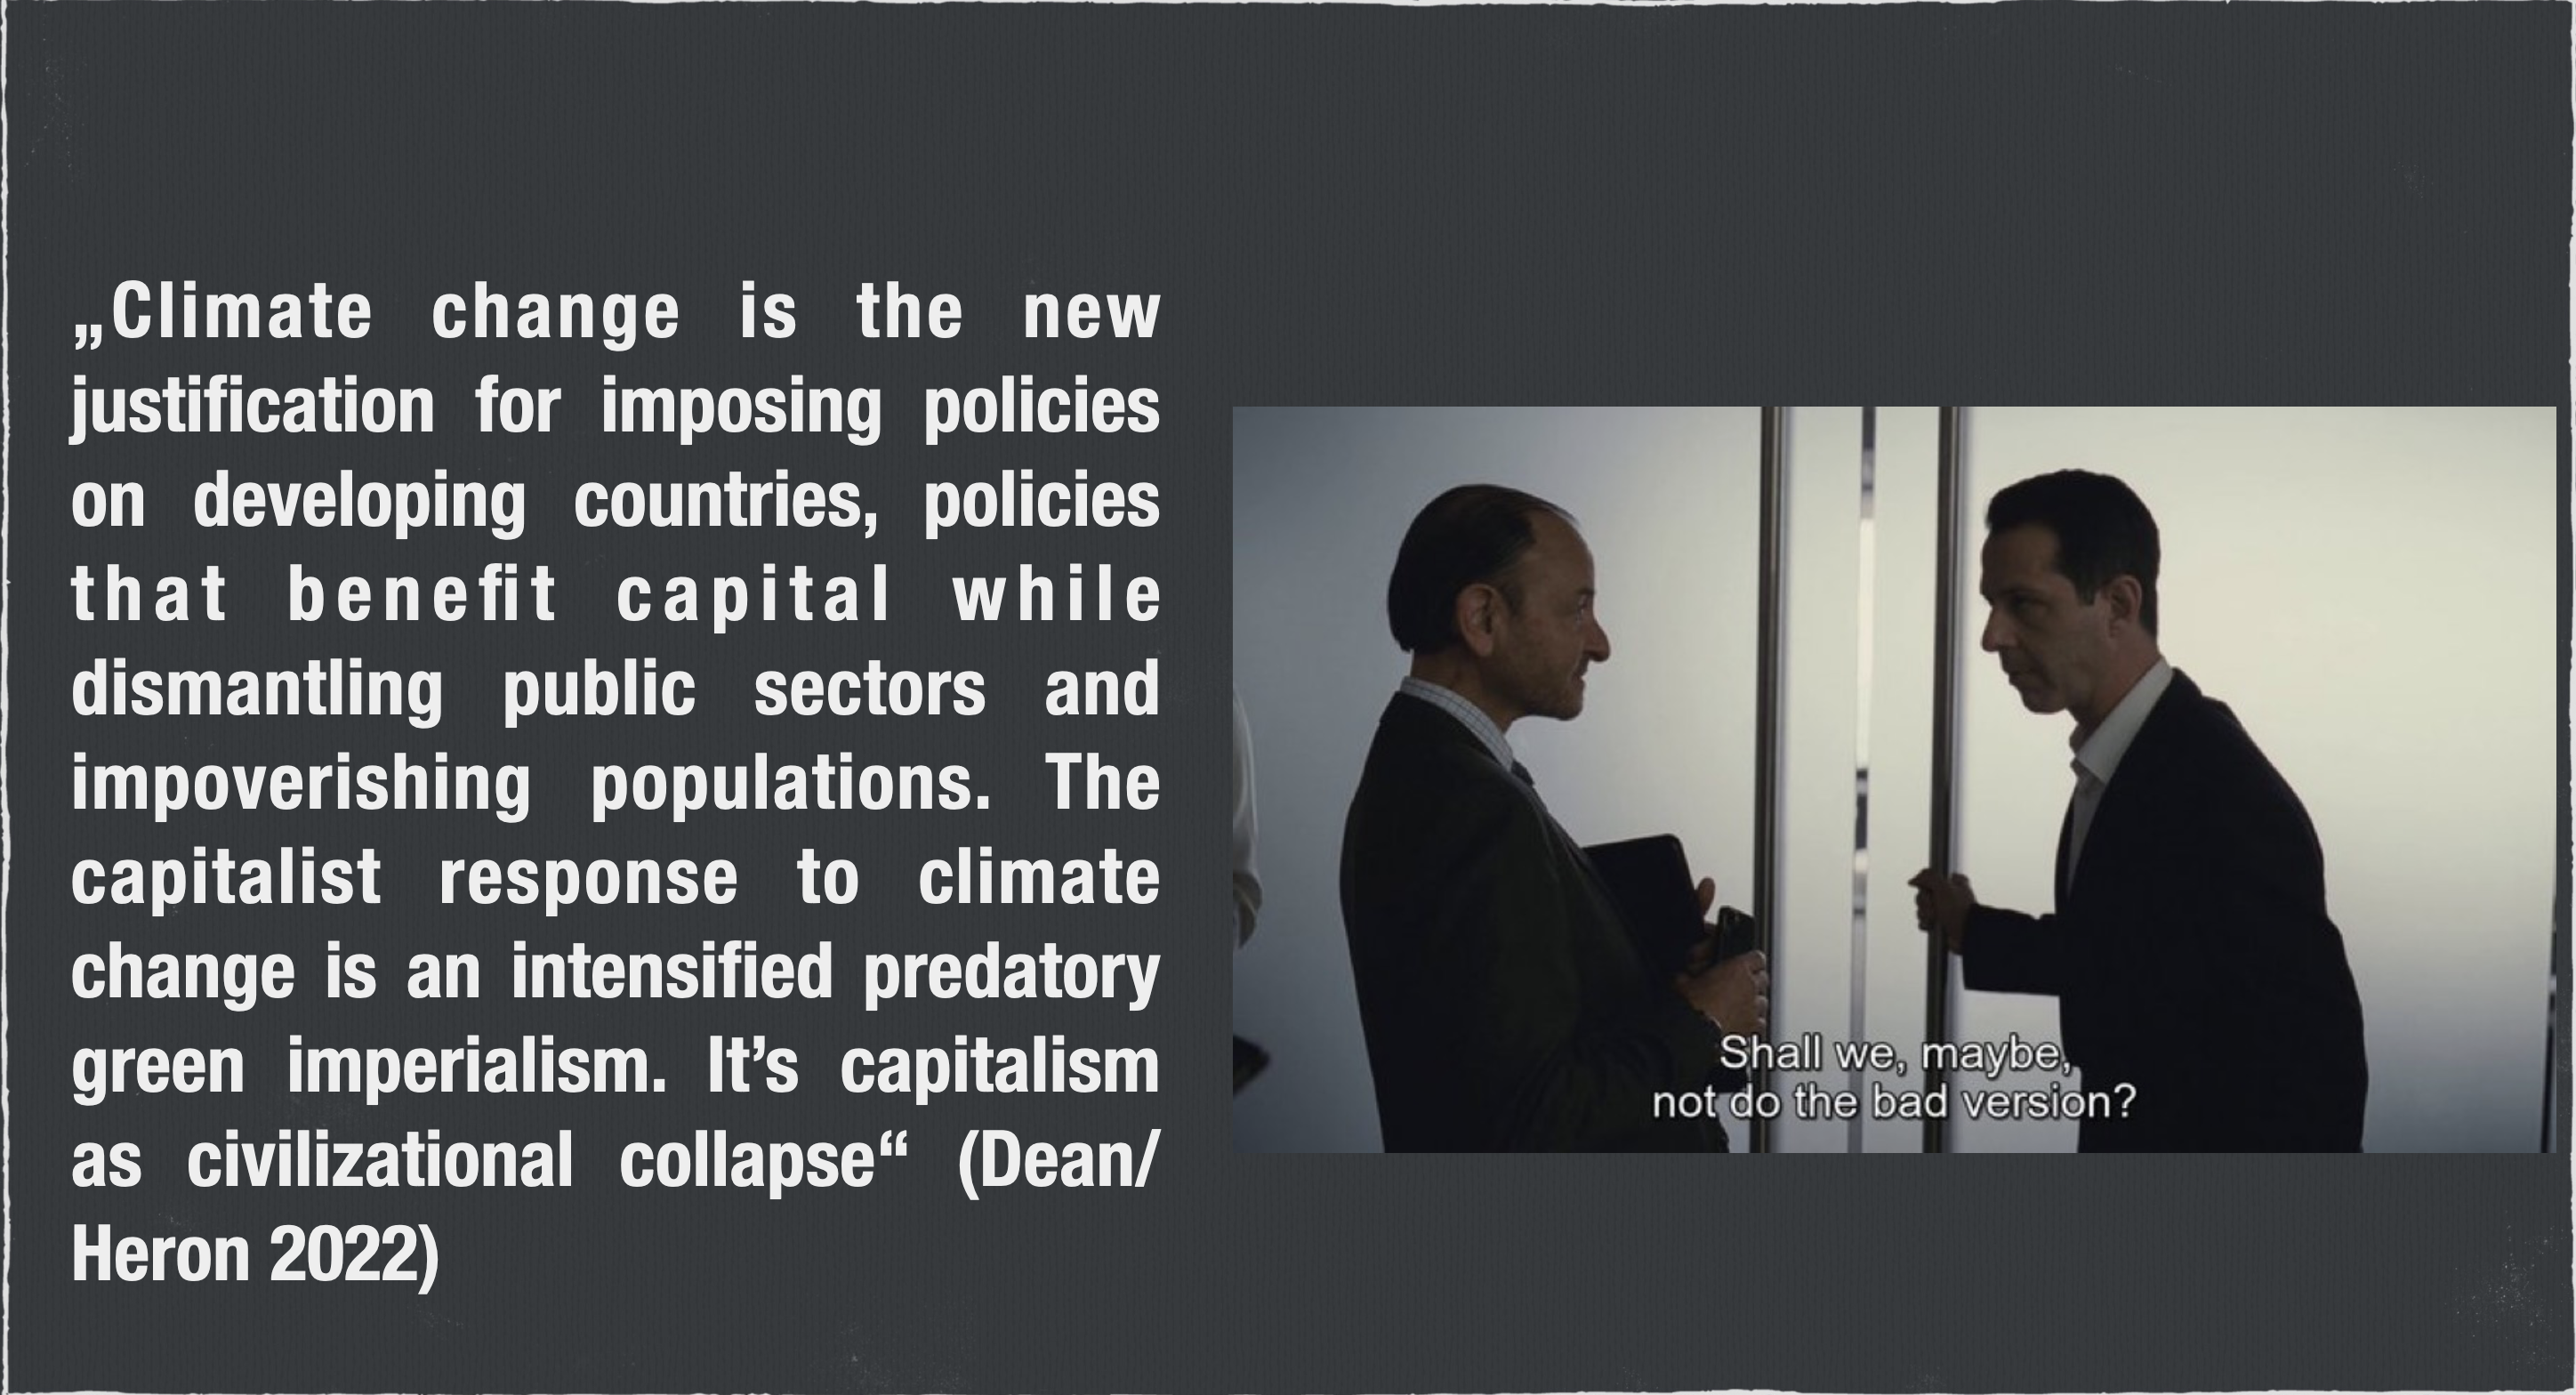 „Climate change is the new
justification for imposing policies
on developing countries, policies
that benefit capital while
dismantling public sectors and
impoverishing populations. The
capitalist response to climate
change is an intensified predatory
green imperialism. It’s capitalism
as civilizational collapse“ (Dean/
Heron 2022)
Shall we, maybe,
not do the bad version?